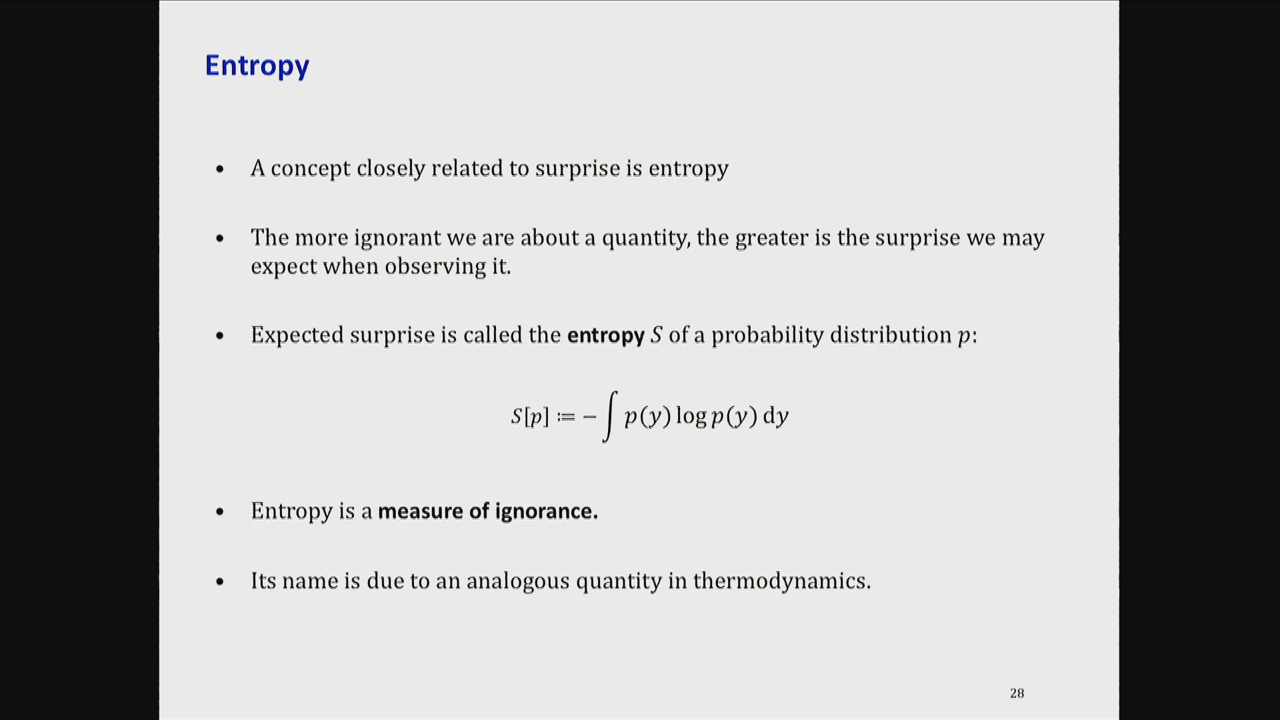 Entropy
• A concept closely related to surprise is entropy
• The more ignorant we are about a quantity, the greater is the surprise we may
expect when observing it.
• Expected surprise is called the entropy S of a probability distribution p:
S[p] ≔ − ∫ p(y) log p(y) dy
• Entropy is a measure of ignorance.
• Its name is due to an analogous quantity in thermodynamics.
28